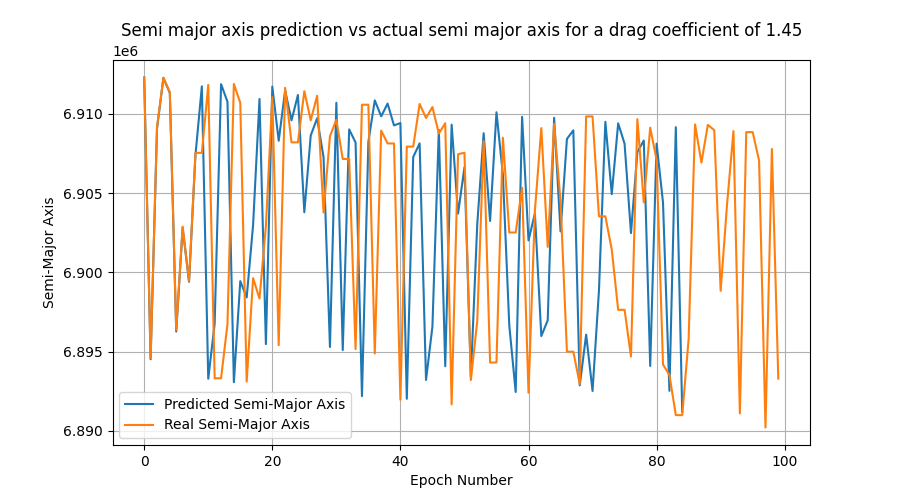 Semi major axis prediction vs actual semi major axis for a drag coefficient of 1.45
1e6
6.910
6.905
6.900
6.895
6.890
Semi-Major Axis
Predicted Semi-Major Axis
Real Semi-Major Axis
0 20 40 60 80 100
Epoch Number